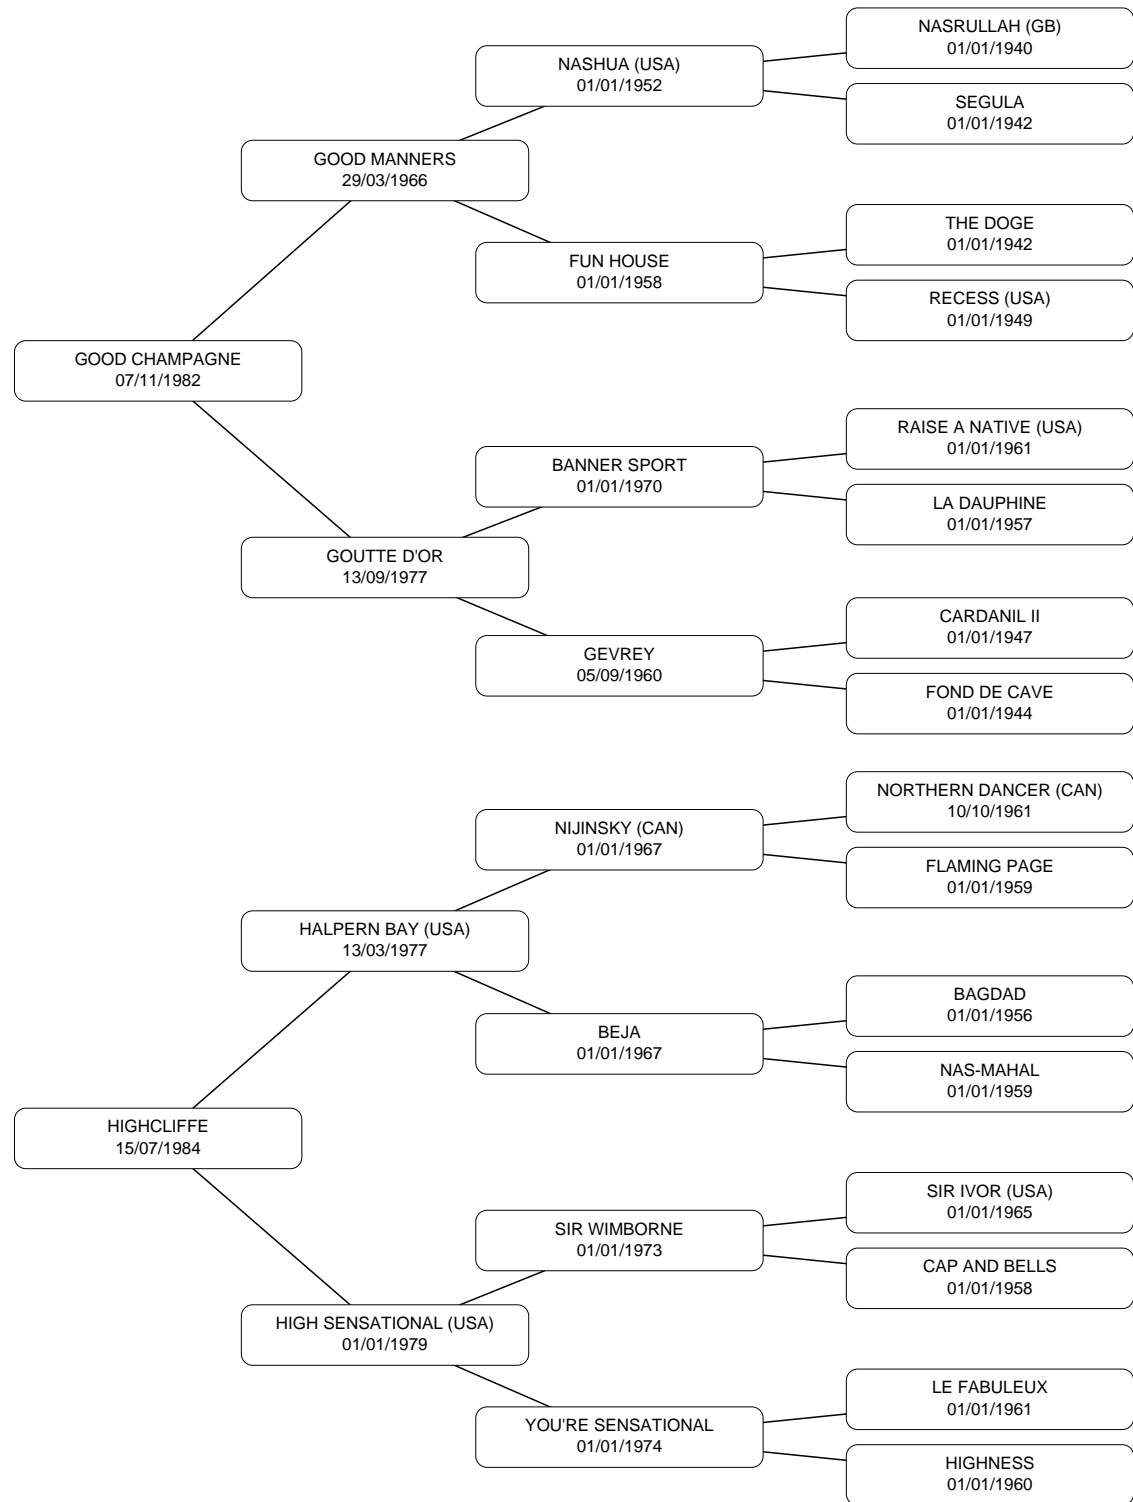 NASRULLAH (GB)
01/01/1940
NASHUA (USA)
01/01/1952
SEGULA
01/01/1942
GOOD MANNERS
29/03/1966
THE DOGE
01/01/1942
FUN HOUSE
01/01/1958
RECESS (USA)
01/01/1949
GOOD CHAMPAGNE
07/11/1982
RAISE A NATIVE (USA)
01/01/1961
BANNER SPORT
01/01/1970
LA DAUPHINE
01/01/1957
GOUTTE D'OR
13/09/1977
CARDANIL II
01/01/1947
GEVREY
05/09/1960
FOND DE CAVE
01/01/1944
NORTHERN DANCER (CAN)
10/10/1961
NIJINSKY (CAN)
01/01/1967
FLAMING PAGE
01/01/1959
HALPERN BAY (USA)
13/03/1977
BAGDAD
01/01/1956
BEJA
01/01/1967
NAS-MAHAL
01/01/1959
HIGHCLIFFE
15/07/1984
SIR IVOR (USA)
01/01/1965
SIR WIMBORNE
01/01/1973
CAP AND BELLS
01/01/1958
HIGH SENSATIONAL (USA)
01/01/1979
LE FABULEUX
01/01/1961
YOU'RE SENSATIONAL
01/01/1974
HIGHNESS
01/01/1960